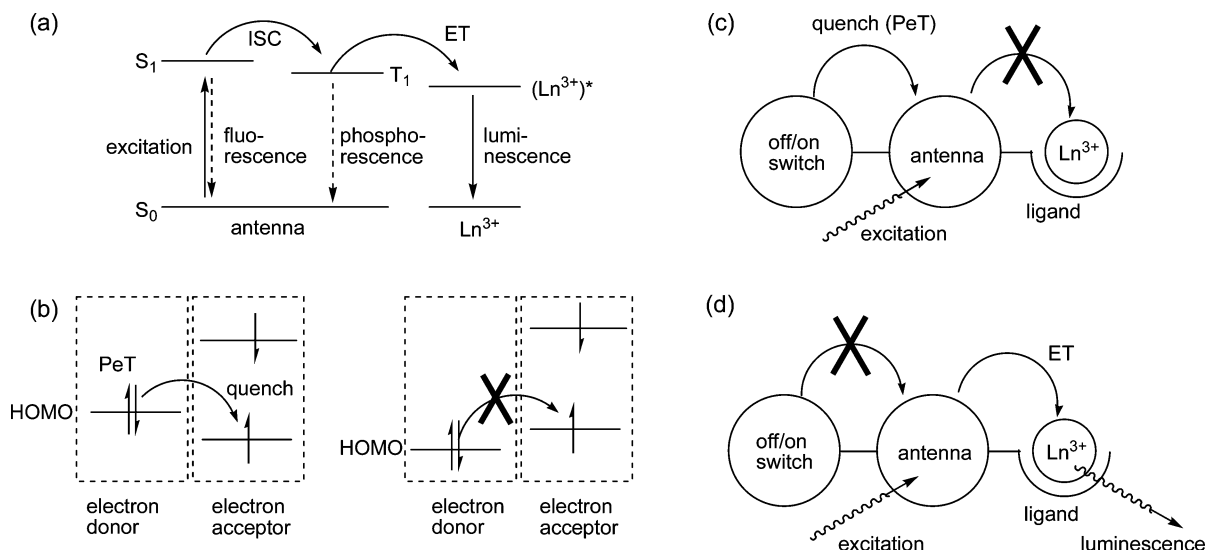 (a)
ISC
ET
S1
T1
(Ln3+)*
excitation
fluo-
rescence
phospho-
rescence
lumi-
nescence
S0
antenna
Ln3+
(b)
PeT
quench
HOMO
HOMO
electron
donor
electron
acceptor
electron
donor
electron
acceptor
(c)
quench (PeT)
off/on
switch
antenna
Ln3+
ligand
excitation
(d)
ET
off/on
switch
antenna
Ln3+
ligand
excitation
luminescence